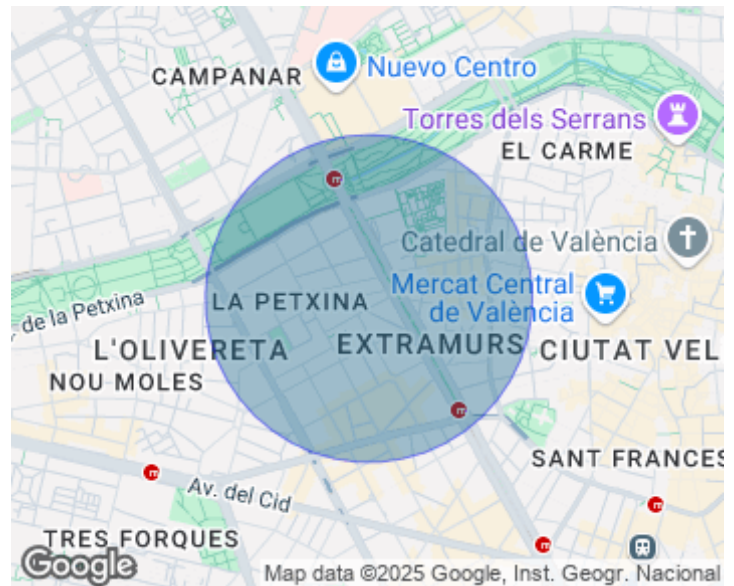 CAMPANAR
Nuevo Centro
Torres dels Serrans
EL CARME
Catedral de València
Mercat Central
de València
de la Petxina
LA PETXINA
EXTRAMURS
CIUTAT VEL
L'OLIVERETA
NOU MOLES
SANT FRANCES
Av. del Cid
TRES FORQUES
Google
Map data ©2025 Google, Inst. Geogr. Nacional